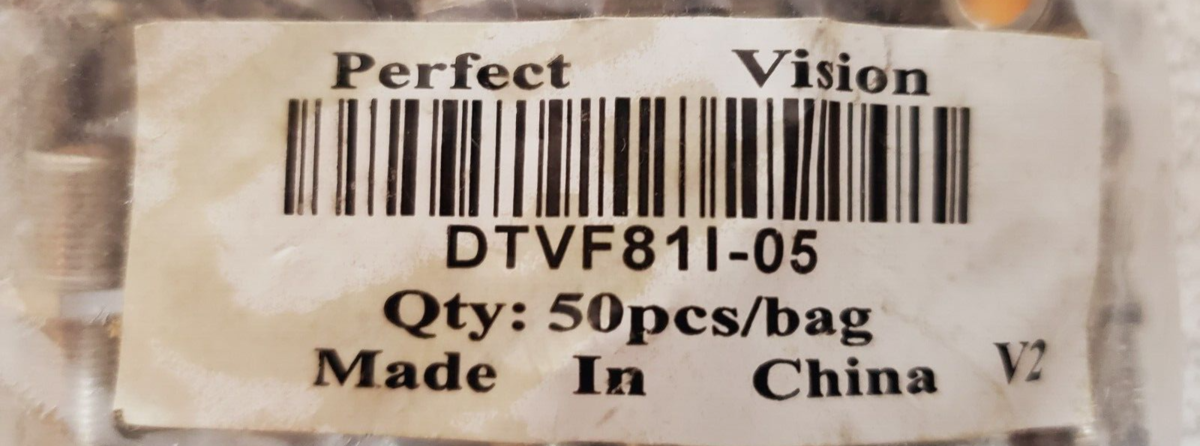 Perfect Vision
DTVF81I-05
Qty: 50pcs/bag
Made In China V2